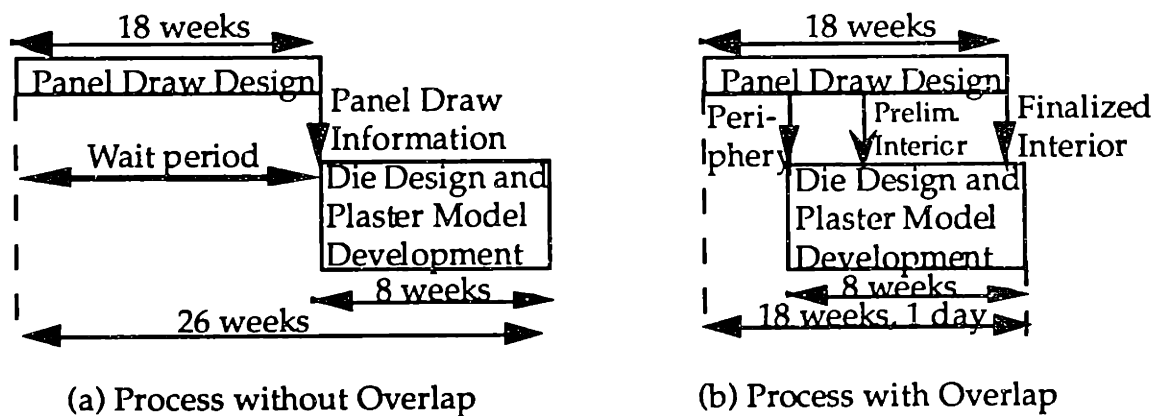 18 weeks
Panel Draw Design
Panel Draw
Information
Wait period
Die Design and
Plaster Model
Development
8 weeks
26 weeks
(a) Process without Overlap
18 weeks
Panel Draw Design
Peri-
phery
Prelim.
Interior
Finalized
Interior
Die Design and
Plaster Model
Development
8 weeks
18 weeks, 1 day
(b) Process with Overlap